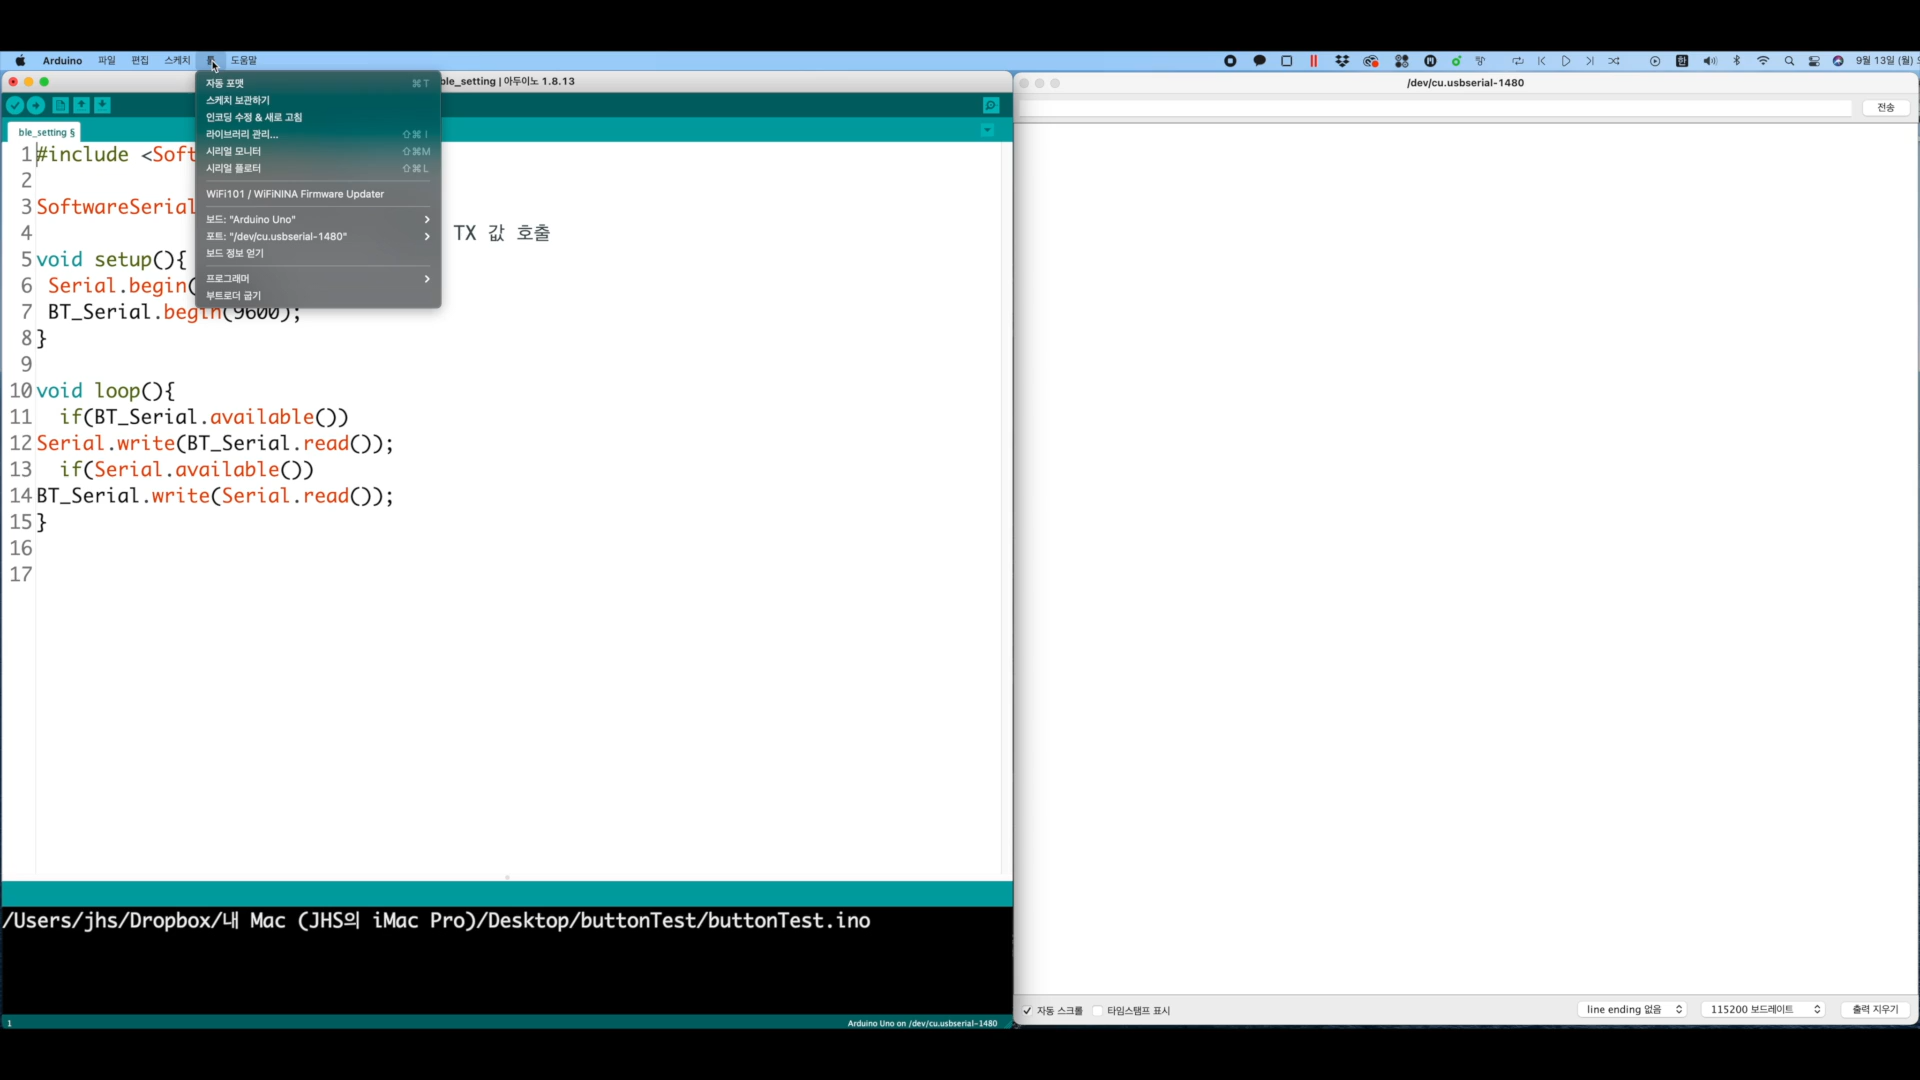 Arduino 파일 편집 스케치 툴 도움말 9월 13일 (월)
ble_setting | 아두이노 1.8.13
자동 포맷 ⌘ T
스케치 보관하기
인코딩 수정 & 새로 고침
라이브러리 관리... ⇧⌘ I
시리얼 모니터 ⇧⌘M
시리얼 플로터 ⇧⌘ L
WiFi101 / WiFiNINA Firmware Updater
보드: "Arduino Uno"
포트: "/dev/cu.usbserial-1480"
보드 정보 얻기
프로그래머
부트로더 굽기
ble_setting §
1 #include <Soft
2
3 SoftwareSerial
4 TX 값 호출
5 void setup(){
6 Serial.begin(
7 BT_Serial.begin(9600);
8 }
9
10 void loop(){
11 if(BT_Serial.available())
12 Serial.write(BT_Serial.read());
13 if(Serial.available())
14 BT_Serial.write(Serial.read());
15 }
16
17
/Users/jhs/Dropbox/내 Mac (JHS의 iMac Pro)/Desktop/buttonTest/buttonTest.ino
1 Arduino Uno on /dev/cu.usbserial-1480
/dev/cu.usbserial-1480
전송
자동 스크롤 타임스탬프 표시 line ending 없음 115200 보드레이트 출력 지우기